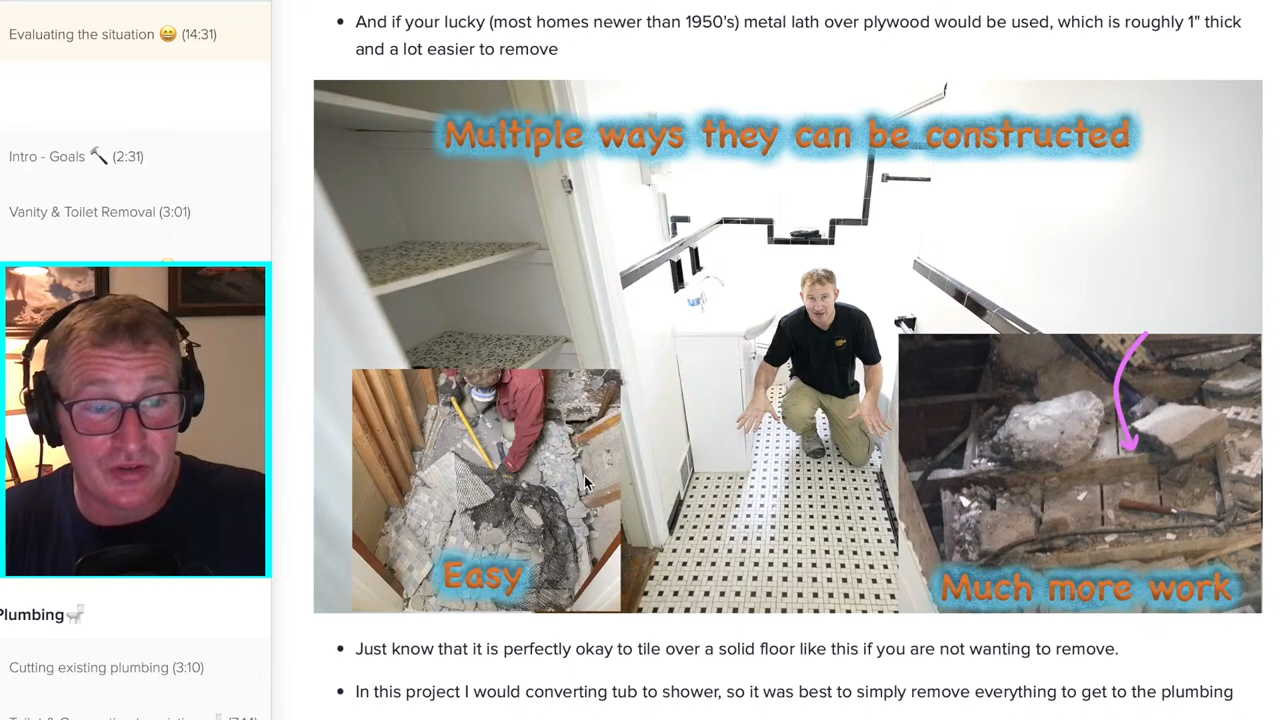 Evaluating the situation 😄 (14:31)
Intro - Goals 🔨 (2:31)
Vanity & Toilet Removal (3:01)
Plumbing🚽
Cutting existing plumbing (3:10)
And if your lucky (most homes newer than 1950's) metal lath over plywood would be used, which is roughly 1" thick
and a lot easier to remove
Multiple ways they can be constructed
Easy
Much more work
Just know that it is perfectly okay to tile over a solid floor like this if you are not wanting to remove.
In this project I would converting tub to shower, so it was best to simply remove everything to get to the plumbing